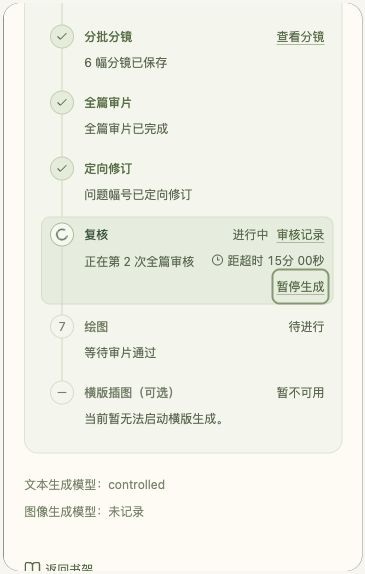 分批分镜 查看分镜
6 幅分镜已保存
全篇审片
全篇审片已完成
定向修订
问题幅号已定向修订
复核 进行中 审核记录
正在第 2 次全篇审核 距超时 15分 00秒
暂停生成
7 绘图 待进行
等待审片通过
横版插图（可选） 暂不可用
当前暂无法启动横版生成。
文本生成模型：controlled
图像生成模型：未记录
返回书架